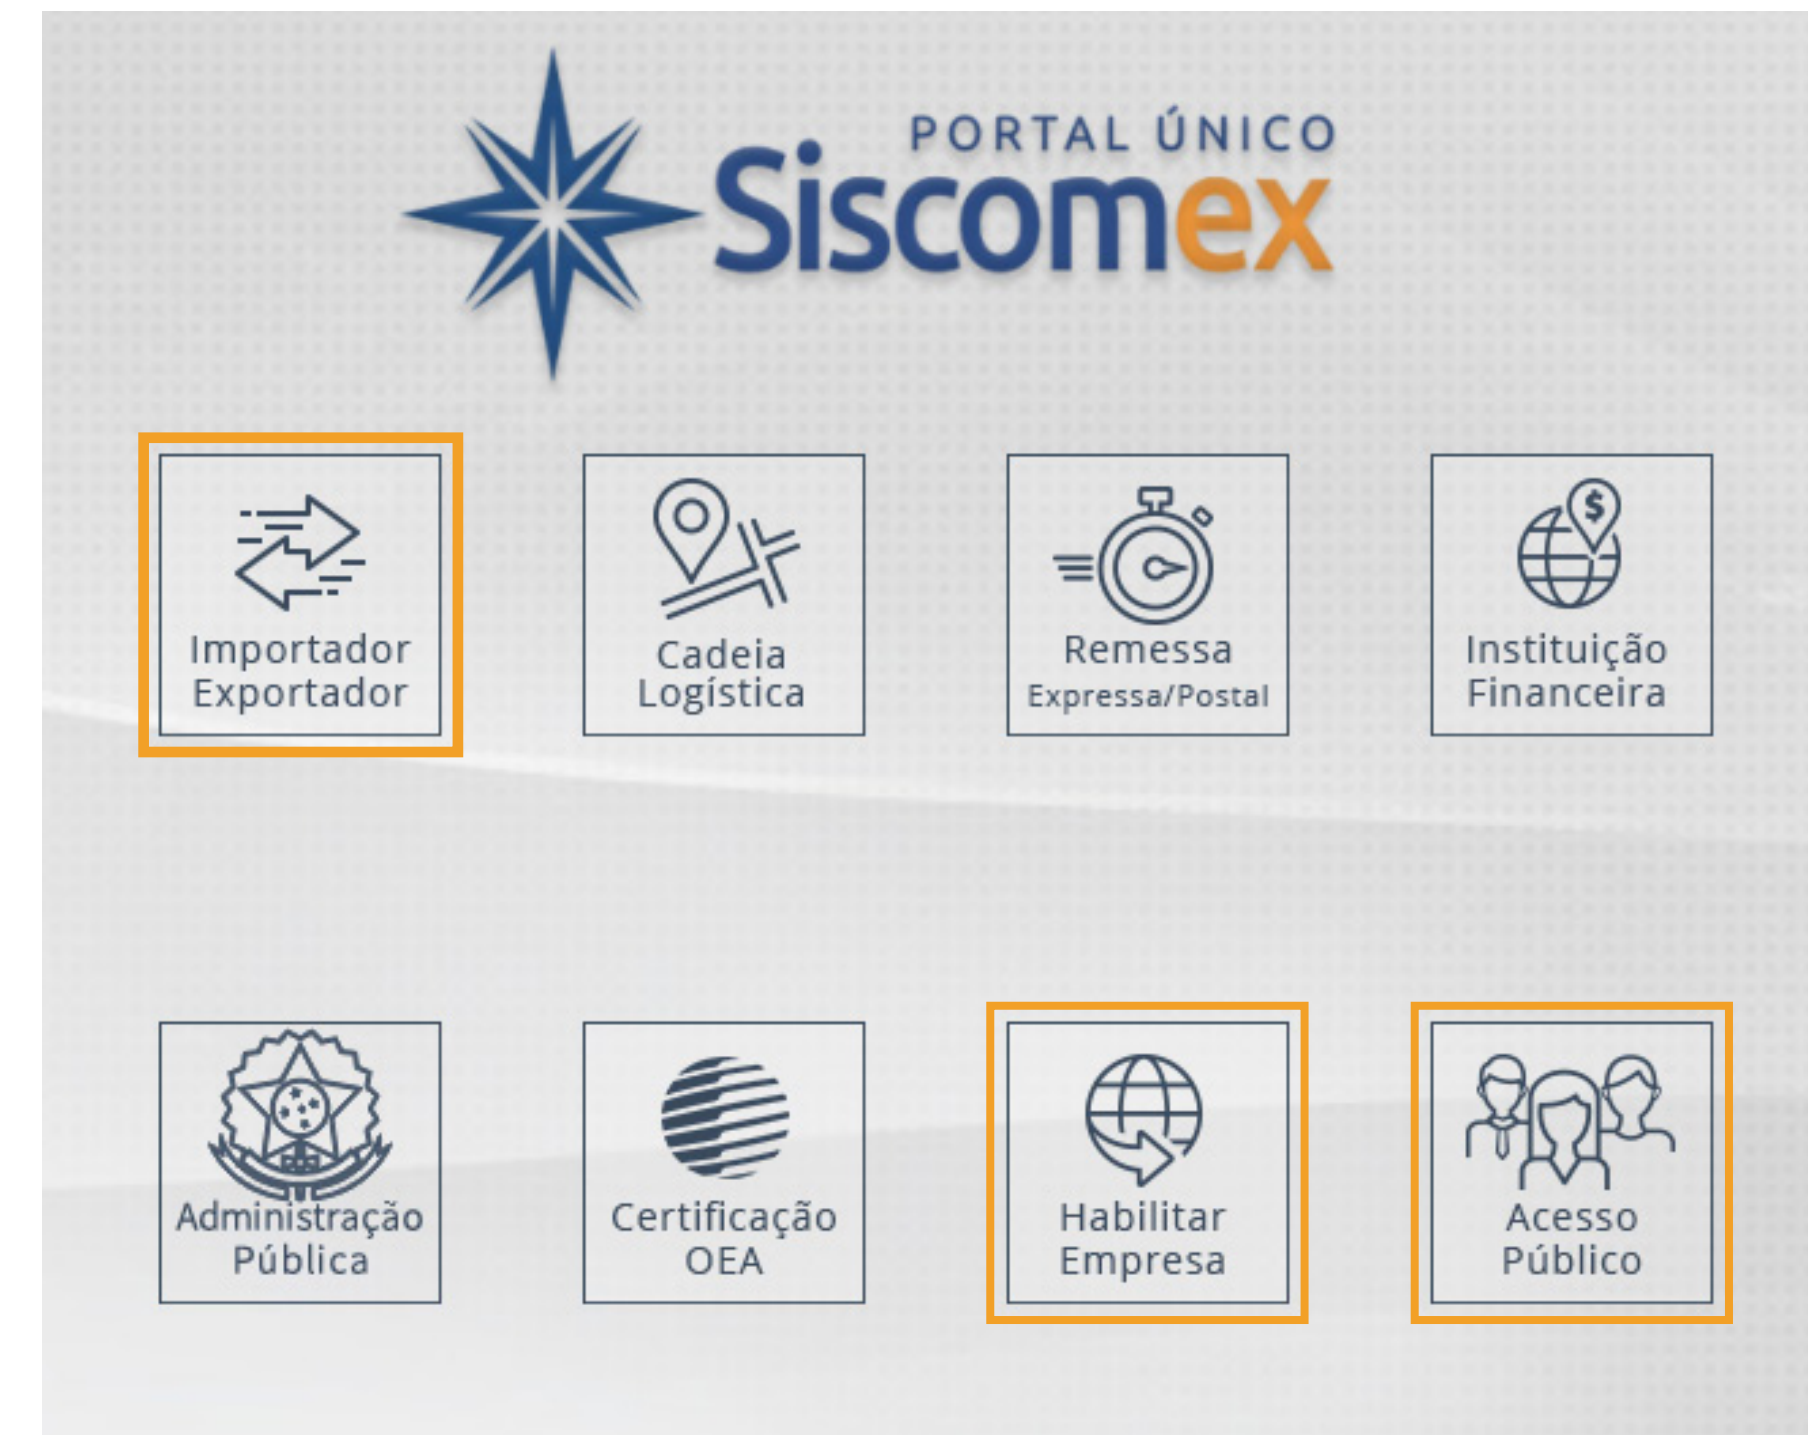 PORTAL ÚNICO
Siscomex
Importador
Exportador
Cadeia
Logística
Remessa
Expressa/Postal
$
Instituição
Financeira
Administração
Pública
Certificação
OEA
Habilitar
Empresa
Acesso
Público